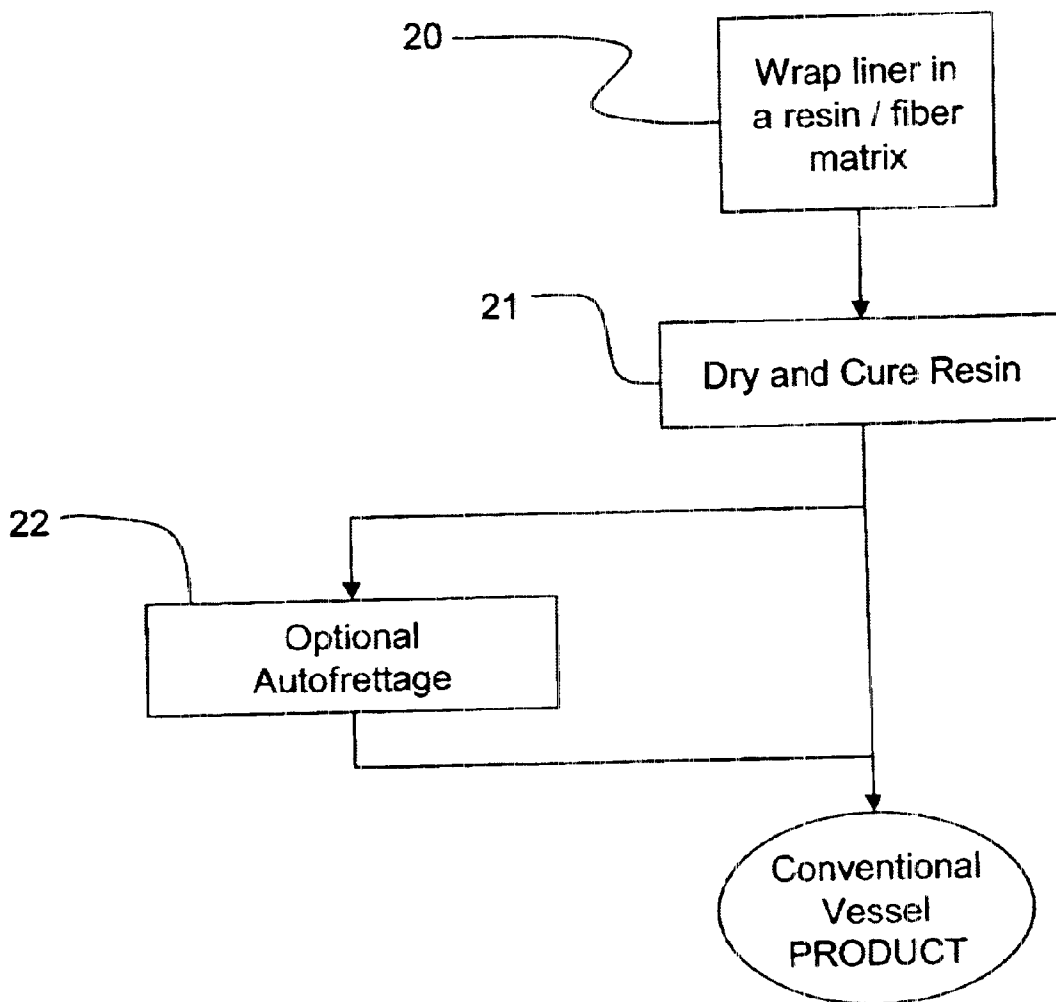 20
Wrap liner in
a resin / fiber
matrix
21
Dry and Cure Resin
22
Optional
Autofrettage
Conventional
Vessel
PRODUCT